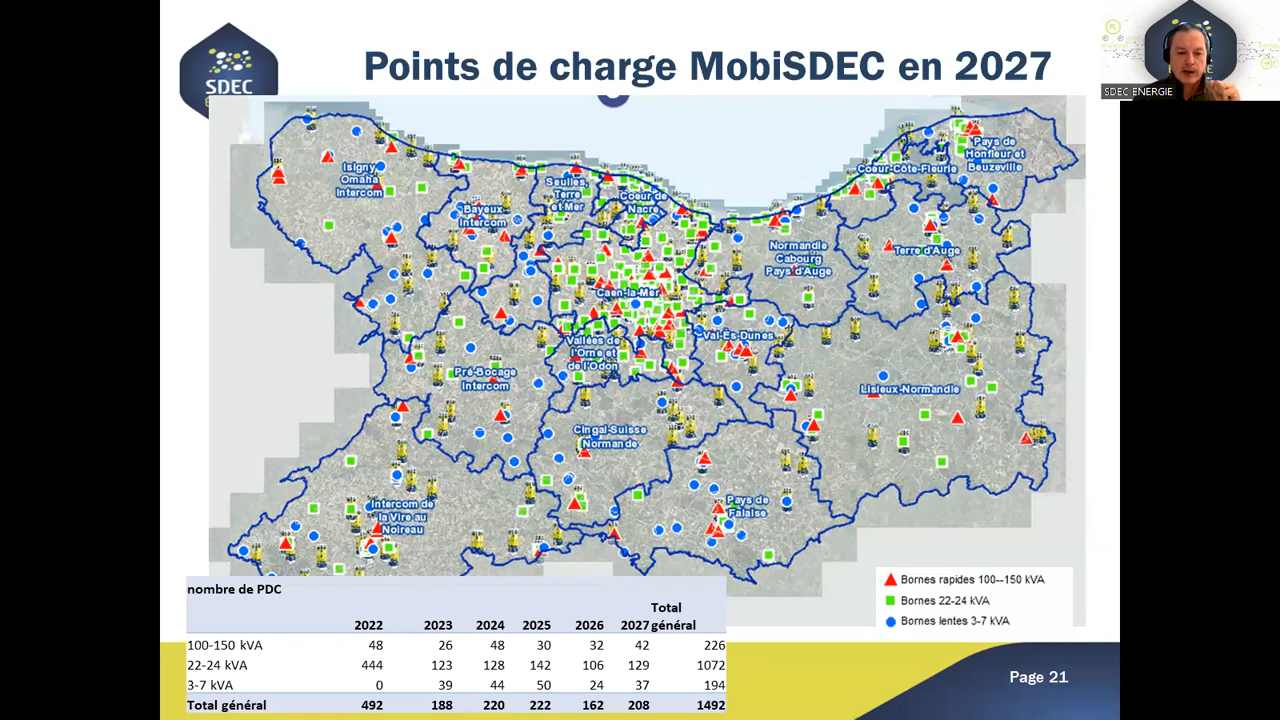 Points de charge MobiSDEC en 2027
SDEC
SDEC ENERGIE
Isigny
Omaha
Intercom
Bayeux
Intercom
Seulles
Terre
et Mer
Coeur de
Nacre
Coeur-Côte-Fleurie
Pays de
Honfleur et
Beuzeville
Normandie
Cabourg
Pays d'Auge
Terre d'Auge
Caen-la-Mer
Vallées de
l'Orne et
de l'Odon
Val-Ès-Dunes
Pré-Bocage
Intercom
Lisieux-Normandie
Cingal-Suisse
Normande
Intercom de
la Vire au
Noireau
Pays de
Falaise
Bornes rapides 100--150 kVA
Bornes 22-24 kVA
Bornes lentes 3-7 kVA
nombre de PDC
2022 2023 2024 2025 2026 2027 Total général
100-150 kVA 48 26 48 30 32 42 226
22-24 kVA 444 123 128 142 106 129 1072
3-7 kVA 0 39 44 50 24 37 194
Total général 492 188 220 222 162 208 1492
Page 21